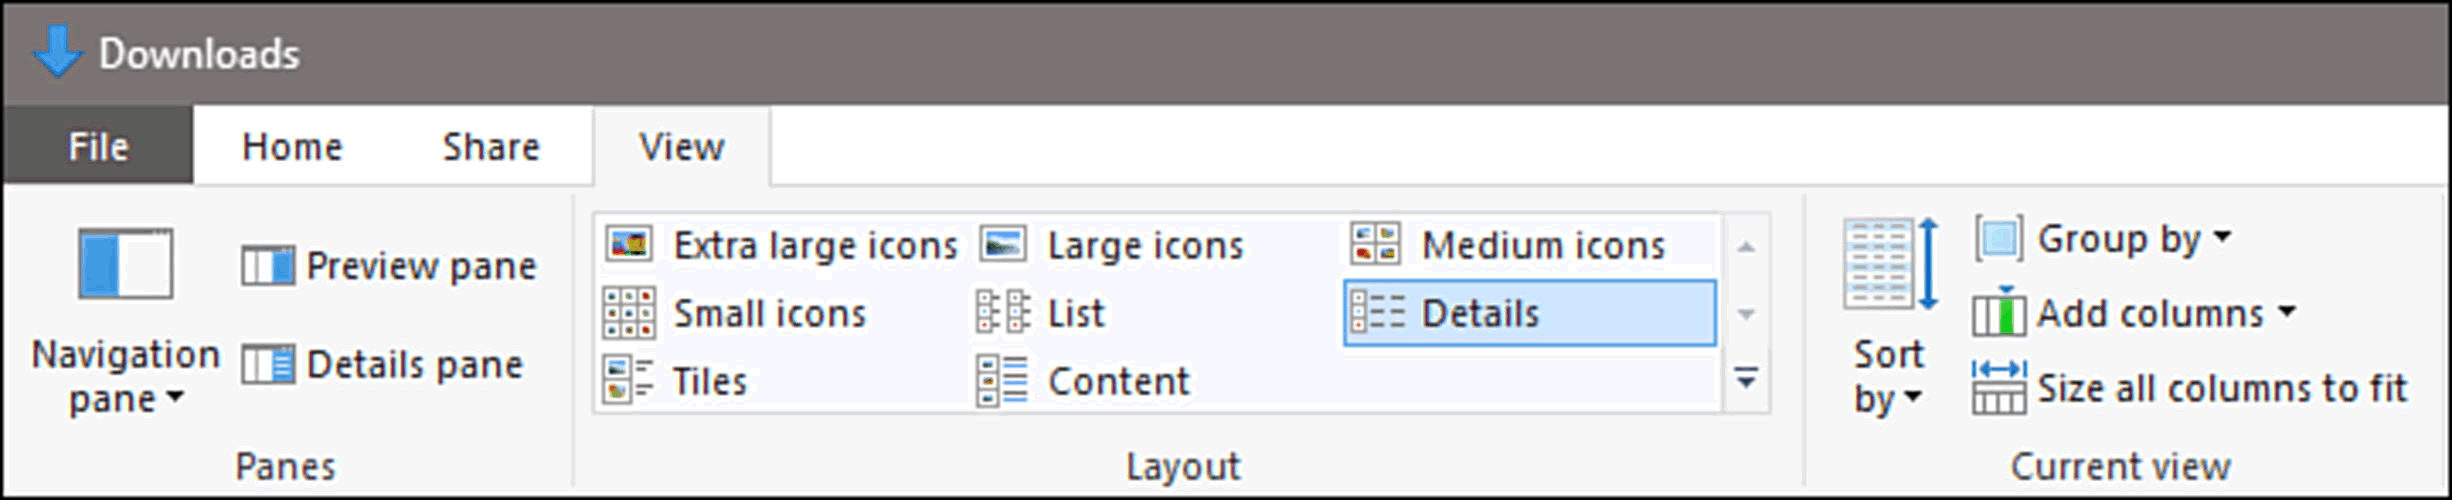 Downloads
File Home Share View
Navigation
pane
Preview pane
Details pane
Panes
Extra large icons Large icons Medium icons
Small icons List Details
Tiles Content
Layout
Sort
by
Group by
Add columns
Size all columns to fit
Current view